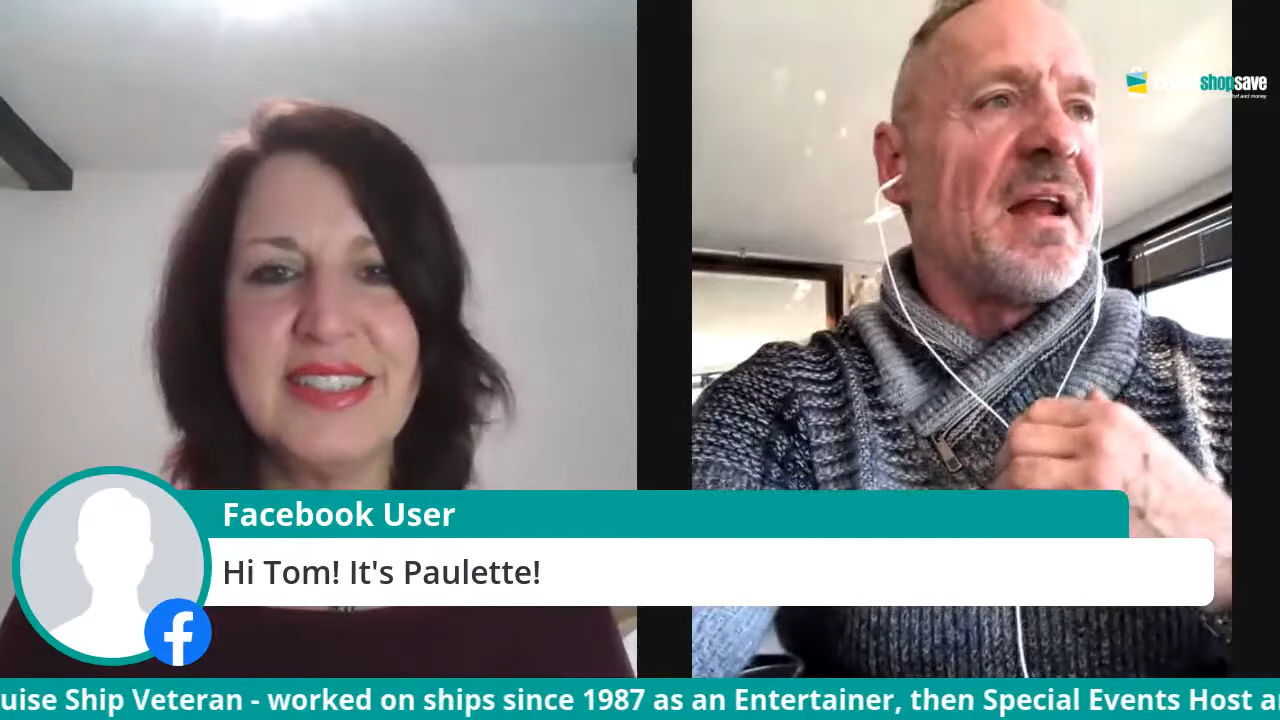 shopsave
Facebook User
Hi Tom! It's Paulette!
uise Ship Veteran - worked on ships since 1987 as an Entertainer, then Special Events Host a